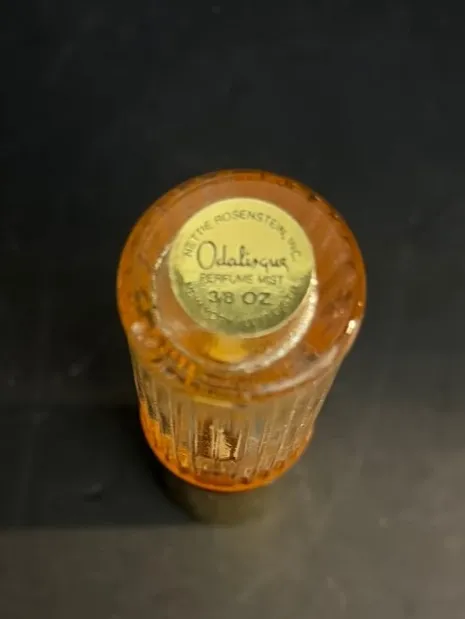 NETTIE ROSENSTEIN, INC.
Odalisque
PERFUME MIST
3/8 OZ